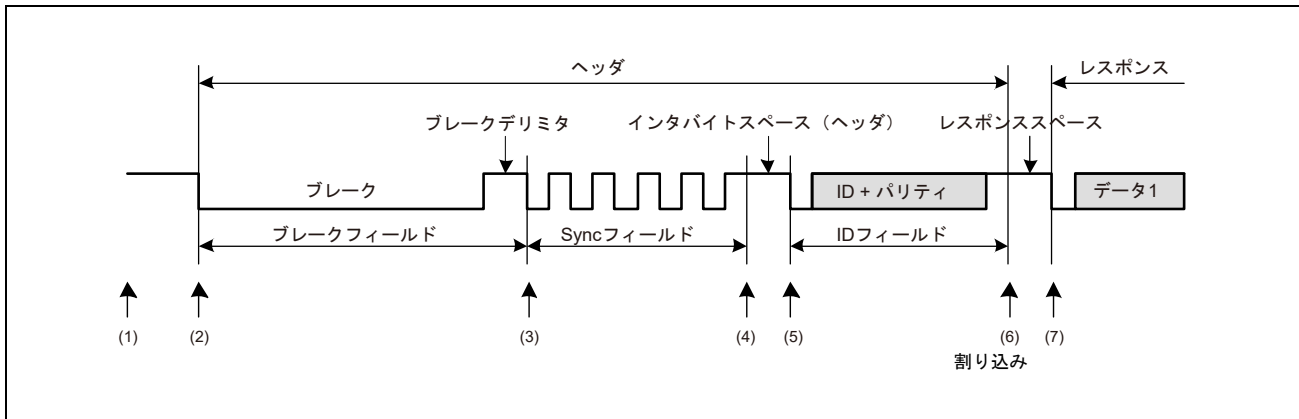 ヘッダ
レスポンス
ブレークデリミタ
インタバイトスペース（ヘッダ）
レスポンススペース
ブレーク
ID + パリティ
データ1
ブレークフィールド
Syncフィールド
IDフィールド
(1)
(2)
(3)
(4)
(5)
(6)
(7)
割り込み